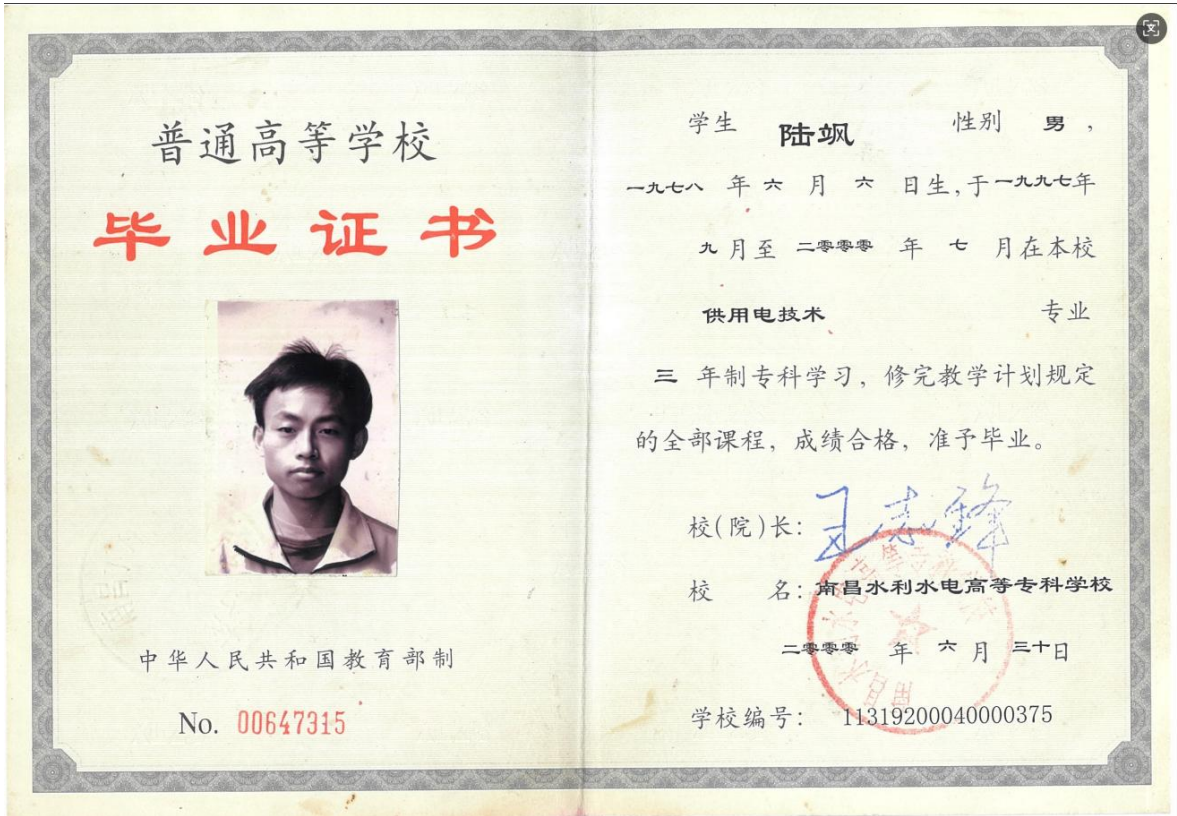 普通高等学校
毕业证书
中华人民共和国教育部制
No. 00647315
学生 陆飒 性别 男,
一九七八 年 六 月 六 日生,于一九九七年
九 月至 二零零零 年 七 月在本校
供用电技术 专业
三 年制专科学习, 修完教学计划规定
的全部课程, 成绩合格, 准予毕业。
校(院)长:
校 名: 南昌水利水电高等专科学校
二零零零 年 六 月 三十日
学校编号: 11319200040000375